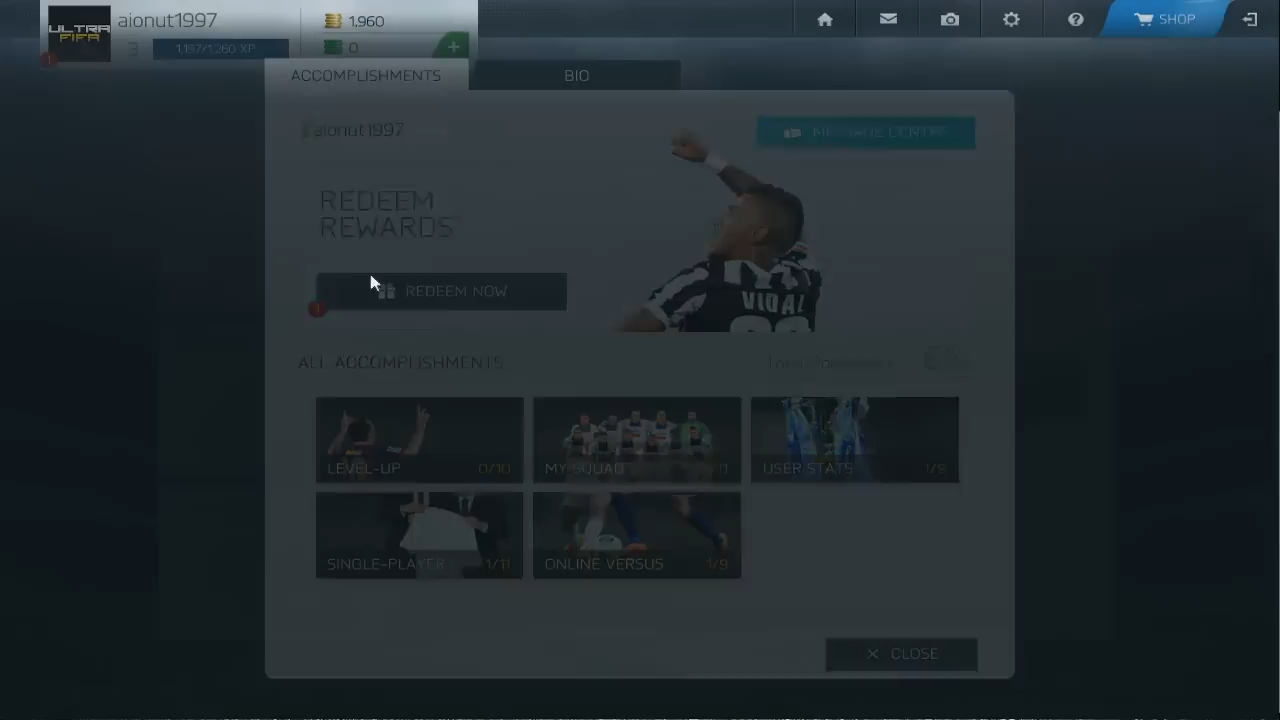 ULTRA
FIFA
aionut1997
3
1,197/1,260 XP
1,960
0
SHOP
ACCOMPLISHMENTS
BIO
aionut1997
MESSAGE CENTRE
REDEEM
REWARDS
VIDAL
REDEEM NOW
ALL ACCOMPLISHMENTS
LEVEL-UP 0/10
MY SQUAD
USER STATS 1/9
SINGLE-PLAYER 1/11
ONLINE VERSUS 1/9
CLOSE